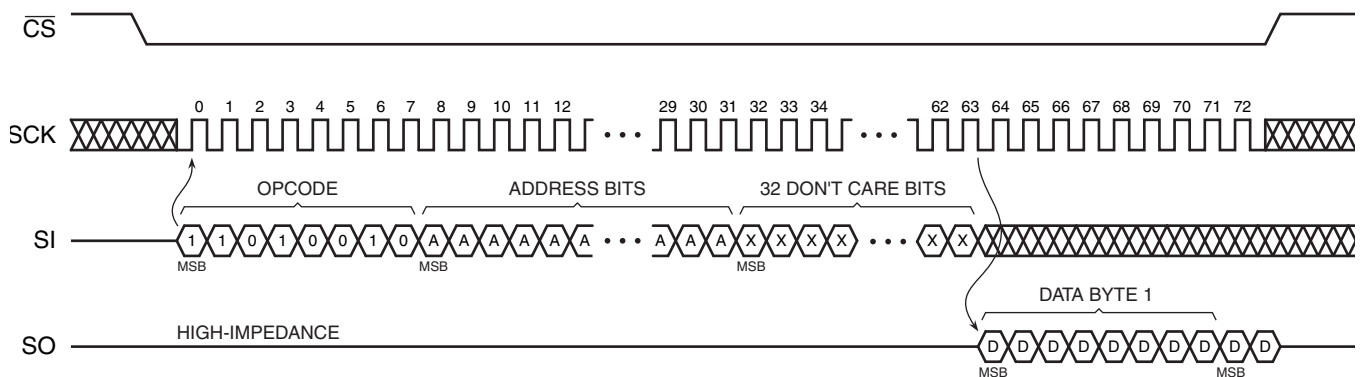 CS
0 1 2 3 4 5 6 7 8 9 10 11 12 29 30 31 32 33 34 62 63 64 65 66 67 68 69 70 71 72
SCK
OPCODE ADDRESS BITS 32 DON'T CARE BITS
SI 1 1 0 1 0 0 1 0 A A A A A A A A A X X X X X X
MSB MSB MSB
DATA BYTE 1
HIGH-IMPEDANCE
SO D D D D D D D D D D
MSB MSB